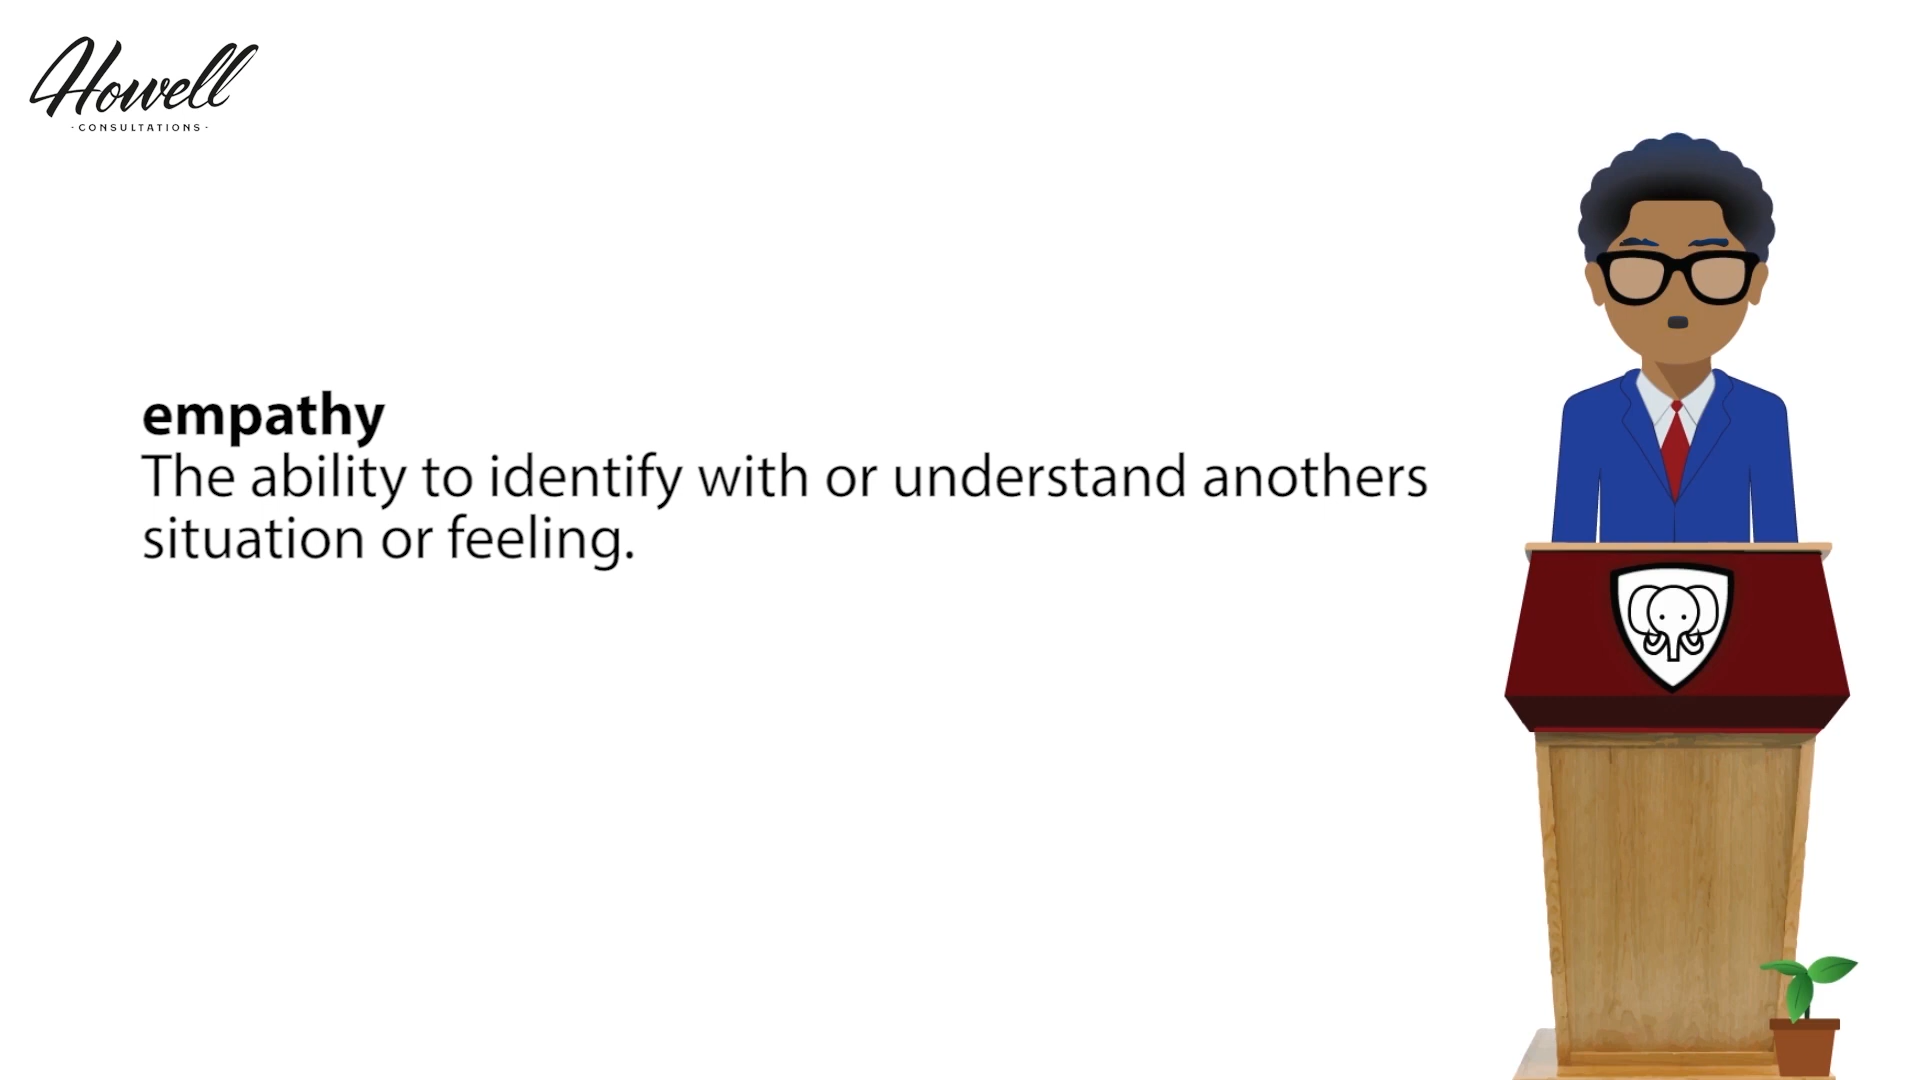 Howell
·CONSULTATIONS·
empathy
The ability to identify with or understand anothers
situation or feeling.